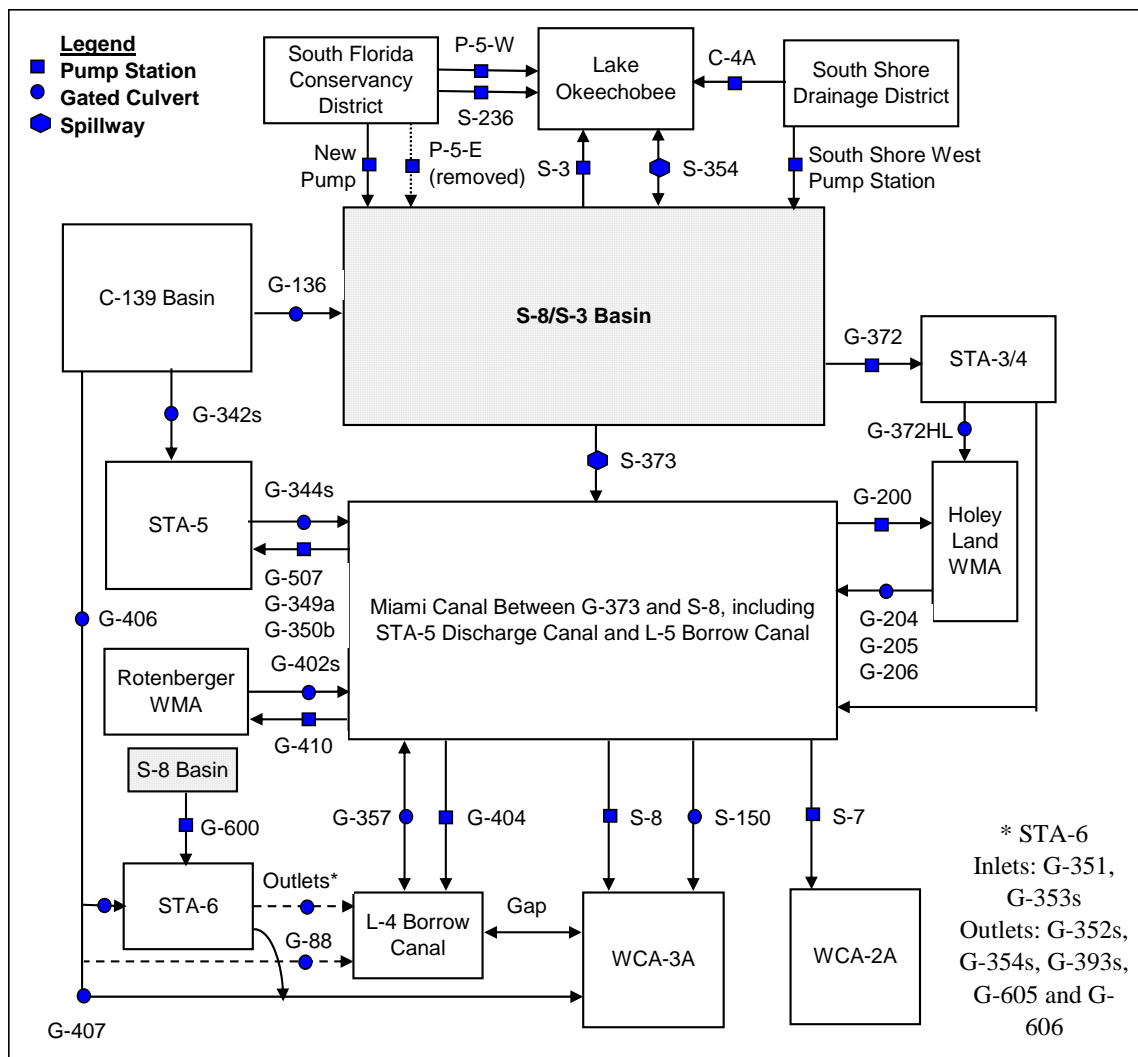 Legend
Pump Station
Gated Culvert
Spillway
South Florida
Conservancy
District
P-5-W
S-236
Lake
Okeechobee
C-4A
South Shore
Drainage District
New
Pump
P-5-E
(removed)
S-3
S-354
South Shore West
Pump Station
C-139 Basin
G-136
S-8/S-3 Basin
G-372
STA-3/4
G-342s
G-372HL
S-373
STA-5
G-344s
G-507
G-349a
G-350b
G-200
Holey
Land
WMA
Miami Canal Between G-373 and S-8, including
STA-5 Discharge Canal and L-5 Borrow Canal
G-204
G-205
G-206
G-406
Rotenberger
WMA
G-402s
G-410
S-8 Basin
G-600
G-357
G-404
S-8
S-150
S-7
STA-6
Outlets*
G-88
L-4 Borrow
Canal
Gap
WCA-3A
WCA-2A
G-407
* STA-6
Inlets: G-351,
G-353s
Outlets: G-352s,
G-354s, G-393s,
G-605 and G-
606